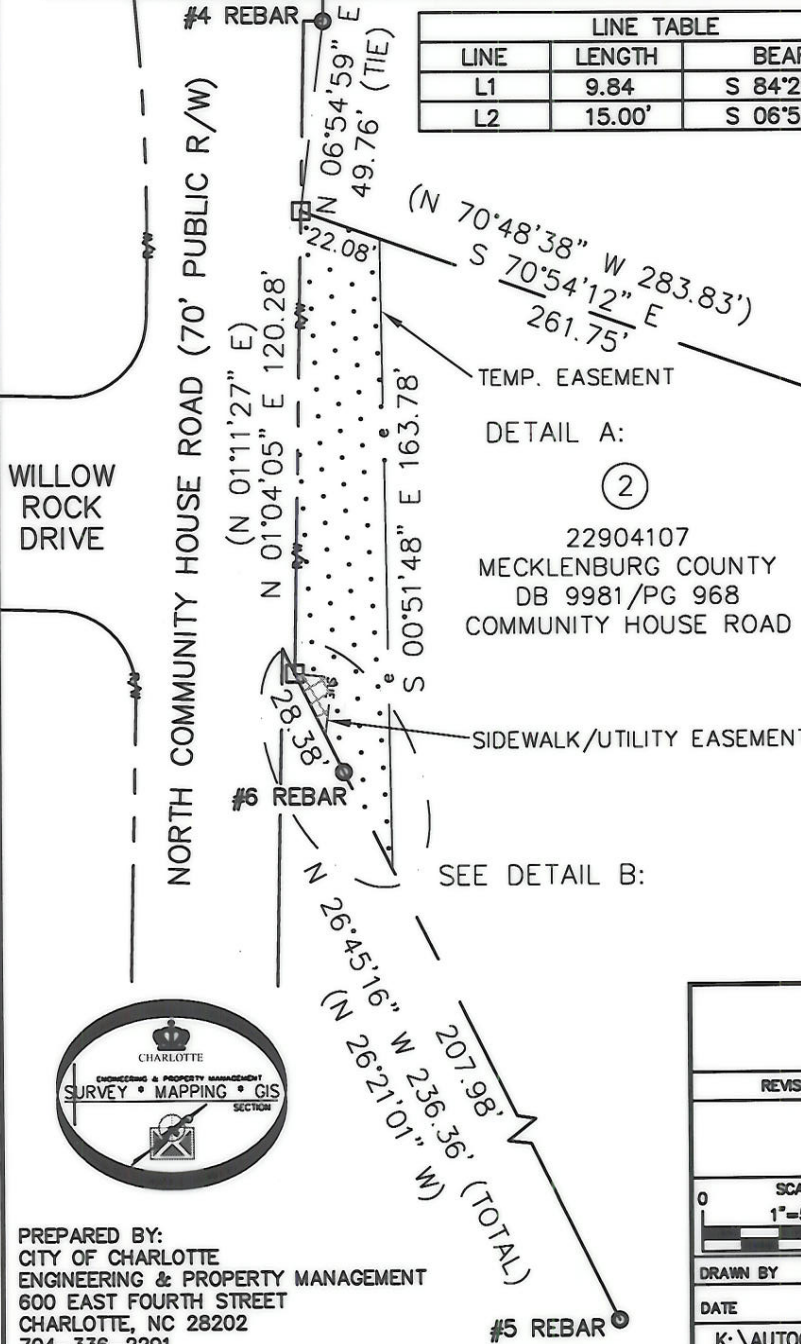 #4 REBAR
N 06°54'59" E
49.76' (TIE)
LINE TABLE
LINE LENGTH
L1 9.84 S 84°2
L2 15.00' S 06°5
NORTH COMMUNITY HOUSE ROAD (70' PUBLIC R/W)
R/W
R/W
R/W
R/W
22.08'
(N 70°48'38" W 283.83')
S 70°54'12" E
261.75'
(N 01°11'27" E)
N 01°04'05" E 120.28'
TEMP. EASEMENT
e
S 00°51'48" E 163.78'
e
DETAIL A:
2
22904107
MECKLENBURG COUNTY
DB 9981/PG 968
COMMUNITY HOUSE ROAD
WILLOW
ROCK
DRIVE
SUE
28.38'
SIDEWALK/UTILITY EASEMENT
#6 REBAR
SEE DETAIL B:
207.98'
N 26°45'16" W 236.36' (TOTAL)
(N 26°21'01" W)
CHARLOTTE
ENGINEERING & PROPERTY MANAGEMENT
SURVEY * MAPPING * GIS
SECTION
0
1"=
DRAWN BY
DATE
PREPARED BY:
CITY OF CHARLOTTE
ENGINEERING & PROPERTY MANAGEMENT
600 EAST FOURTH STREET
CHARLOTTE, NC 28202
#5 REBAR